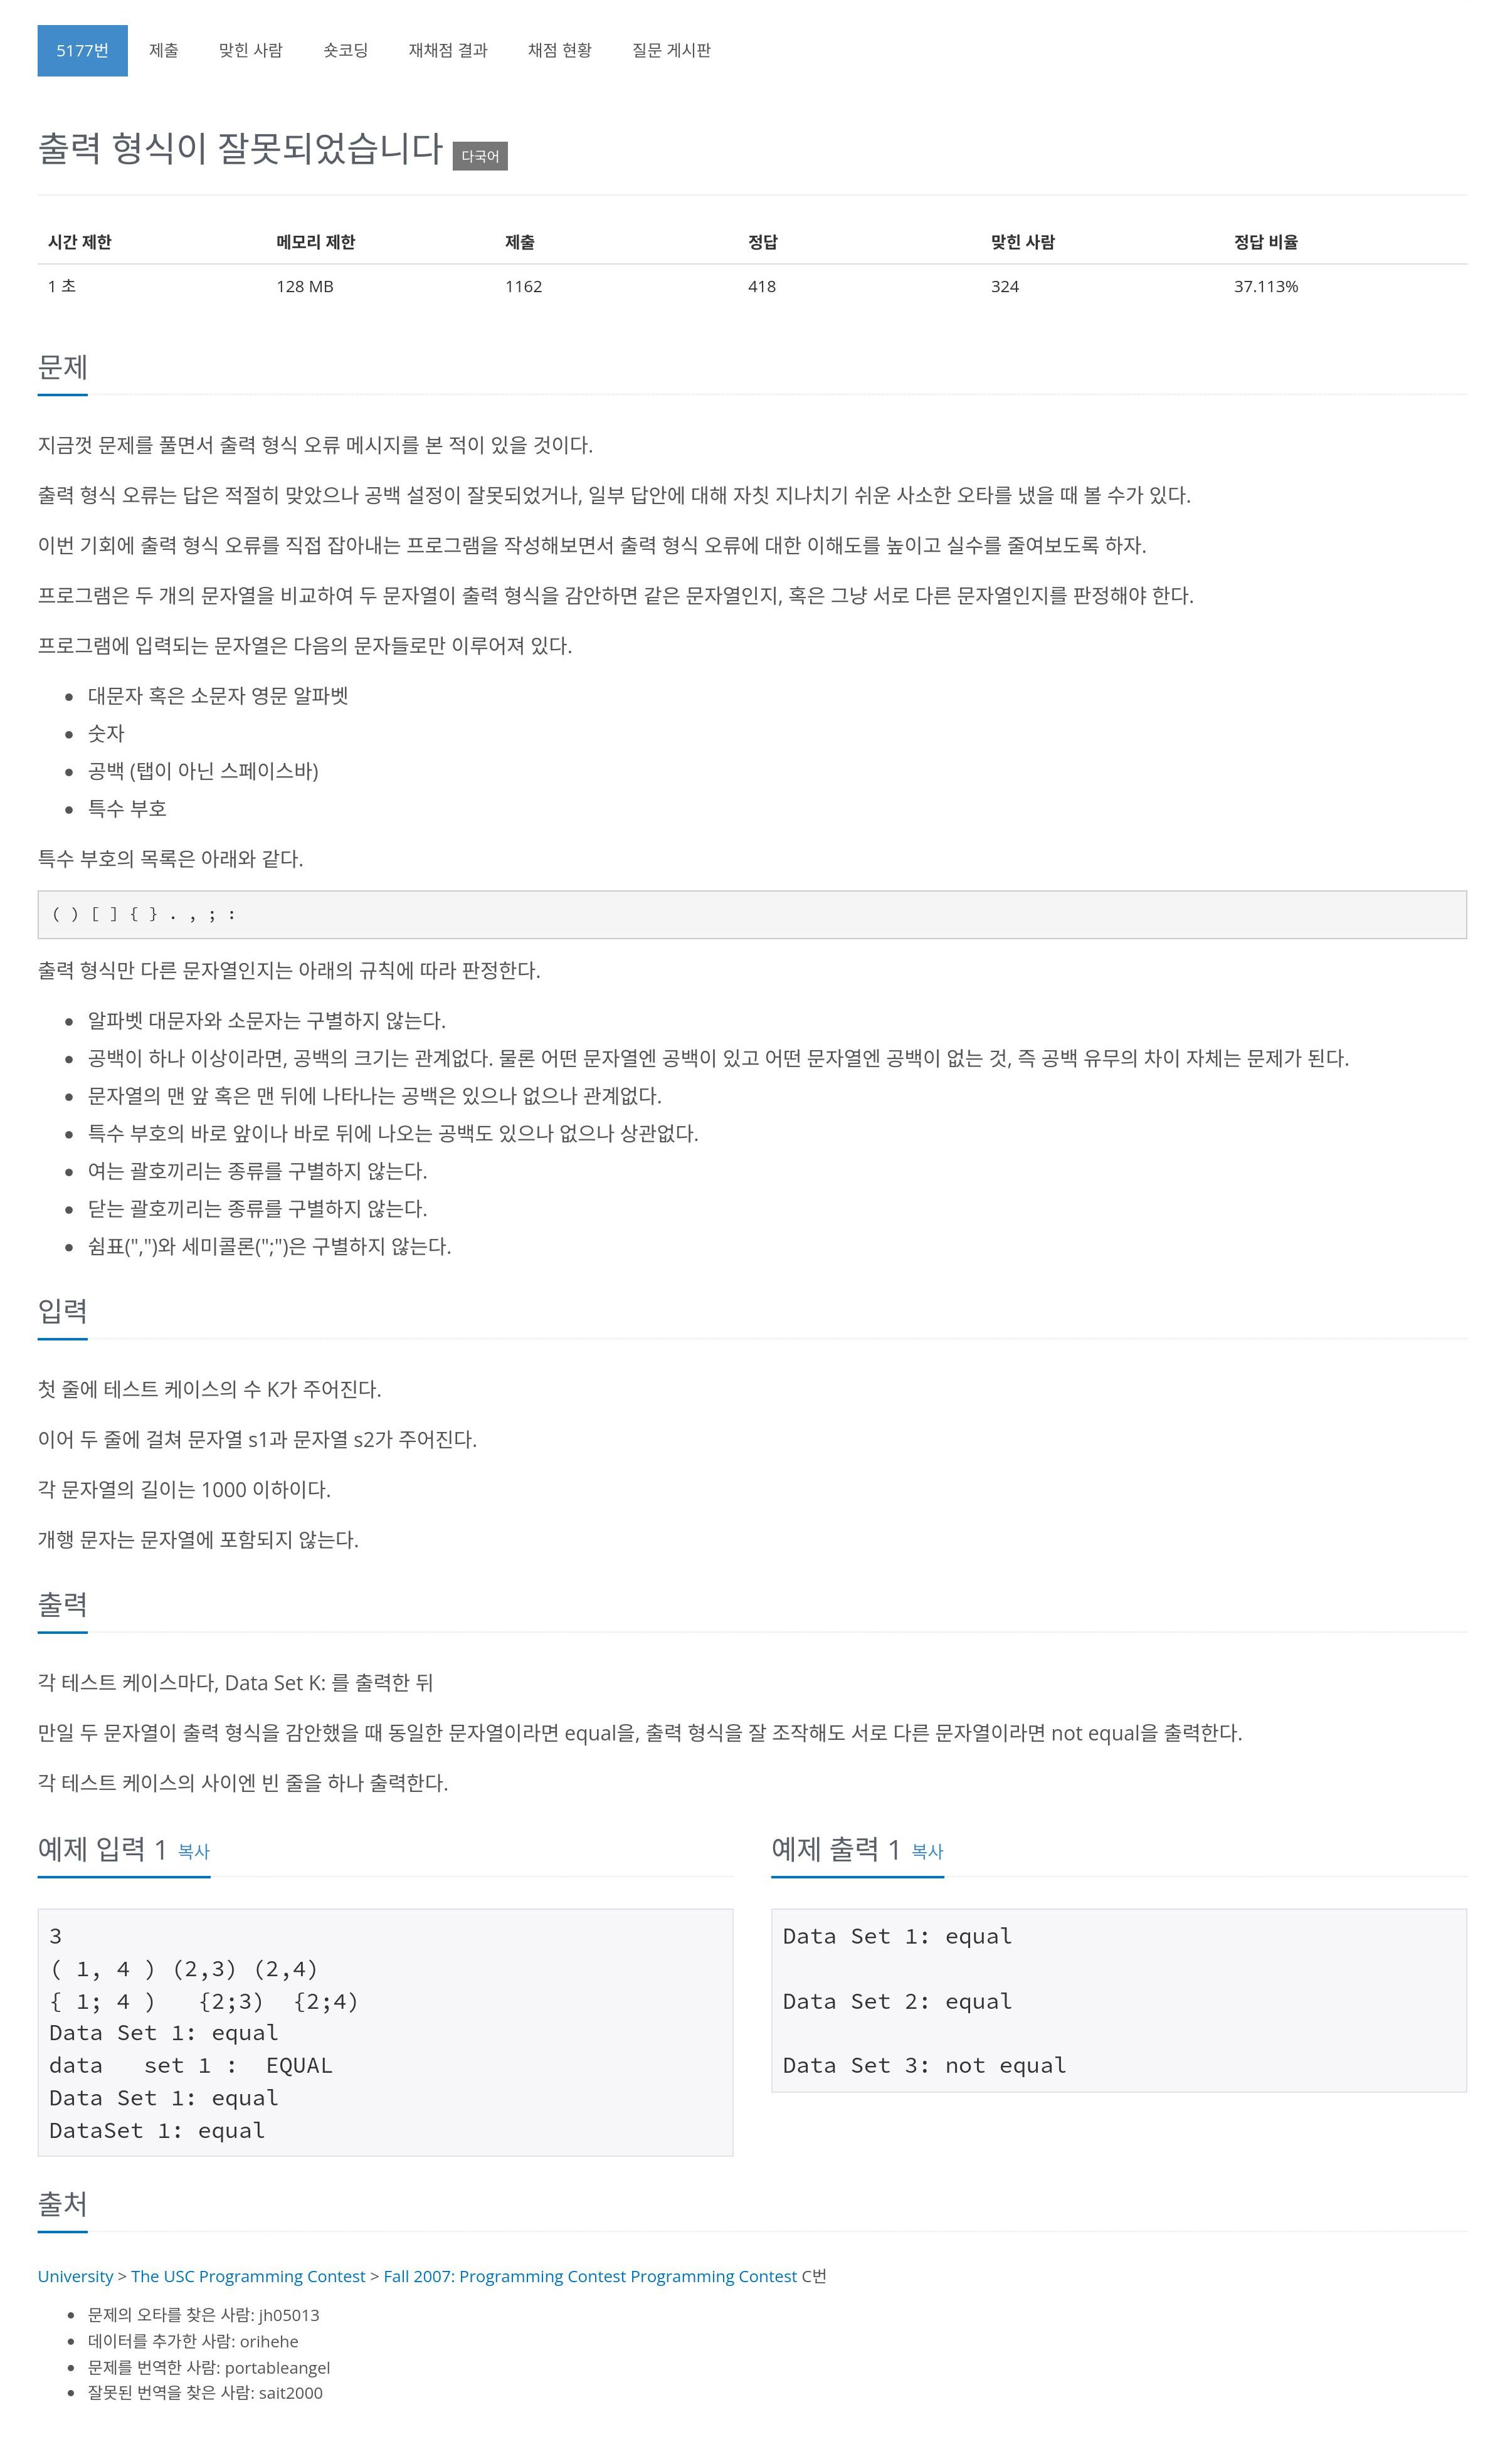 5177번 제출 맞힌 사람 숏코딩 재채점 결과 채점 현황 질문 게시판
출력 형식이 잘못되었습니다 다국어
시간 제한 메모리 제한 제출 정답 맞힌 사람 정답 비율
1 초 128 MB 1162 418 324 37.113%
문제
지금껏 문제를 풀면서 출력 형식 오류 메시지를 본 적이 있을 것이다.
출력 형식 오류는 답은 적절히 맞았으나 공백 설정이 잘못되었거나, 일부 답안에 대해 자칫 지나치기 쉬운 사소한 오타를 냈을 때 볼 수가 있다.
이번 기회에 출력 형식 오류를 직접 잡아내는 프로그램을 작성해보면서 출력 형식 오류에 대한 이해도를 높이고 실수를 줄여보도록 하자.
프로그램은 두 개의 문자열을 비교하여 두 문자열이 출력 형식을 감안하면 같은 문자열인지, 혹은 그냥 서로 다른 문자열인지를 판정해야 한다.
프로그램에 입력되는 문자열은 다음의 문자들로만 이루어져 있다.
• 대문자 혹은 소문자 영문 알파벳
• 숫자
• 공백 (탭이 아닌 스페이스바)
• 특수 부호
특수 부호의 목록은 아래와 같다.
( ) [ ] { } . , ; :
출력 형식만 다른 문자열인지는 아래의 규칙에 따라 판정한다.
• 알파벳 대문자와 소문자는 구별하지 않는다.
• 공백이 하나 이상이라면, 공백의 크기는 관계없다. 물론 어떤 문자열엔 공백이 있고 어떤 문자열엔 공백이 없는 것, 즉 공백 유무의 차이 자체는 문제가 된다.
• 문자열의 맨 앞 혹은 맨 뒤에 나타나는 공백은 있으나 없으나 관계없다.
• 특수 부호의 바로 앞이나 바로 뒤에 나오는 공백도 있으나 없으나 상관없다.
• 여는 괄호끼리는 종류를 구별하지 않는다.
• 닫는 괄호끼리는 종류를 구별하지 않는다.
• 쉼표(",")와 세미콜론(";")은 구별하지 않는다.
입력
첫 줄에 테스트 케이스의 수 K가 주어진다.
이어 두 줄에 걸쳐 문자열 s1과 문자열 s2가 주어진다.
각 문자열의 길이는 1000 이하이다.
개행 문자는 문자열에 포함되지 않는다.
출력
각 테스트 케이스마다, Data Set K: 를 출력한 뒤
만일 두 문자열이 출력 형식을 감안했을 때 동일한 문자열이라면 equal을, 출력 형식을 잘 조작해도 서로 다른 문자열이라면 not equal을 출력한다.
각 테스트 케이스의 사이엔 빈 줄을 하나 출력한다.
예제 입력 1 복사
3
( 1, 4 ) (2,3) (2,4)
{ 1; 4 )   {2;3)  {2;4)
Data Set 1: equal
data   set 1 :  EQUAL
Data Set 1: equal
DataSet 1: equal
예제 출력 1 복사
Data Set 1: equal
Data Set 2: equal
Data Set 3: not equal
출처
University > The USC Programming Contest > Fall 2007: Programming Contest Programming Contest C번
• 문제의 오타를 찾은 사람: jh05013
• 데이터를 추가한 사람: orihehe
• 문제를 번역한 사람: portableangel
• 잘못된 번역을 찾은 사람: sait2000